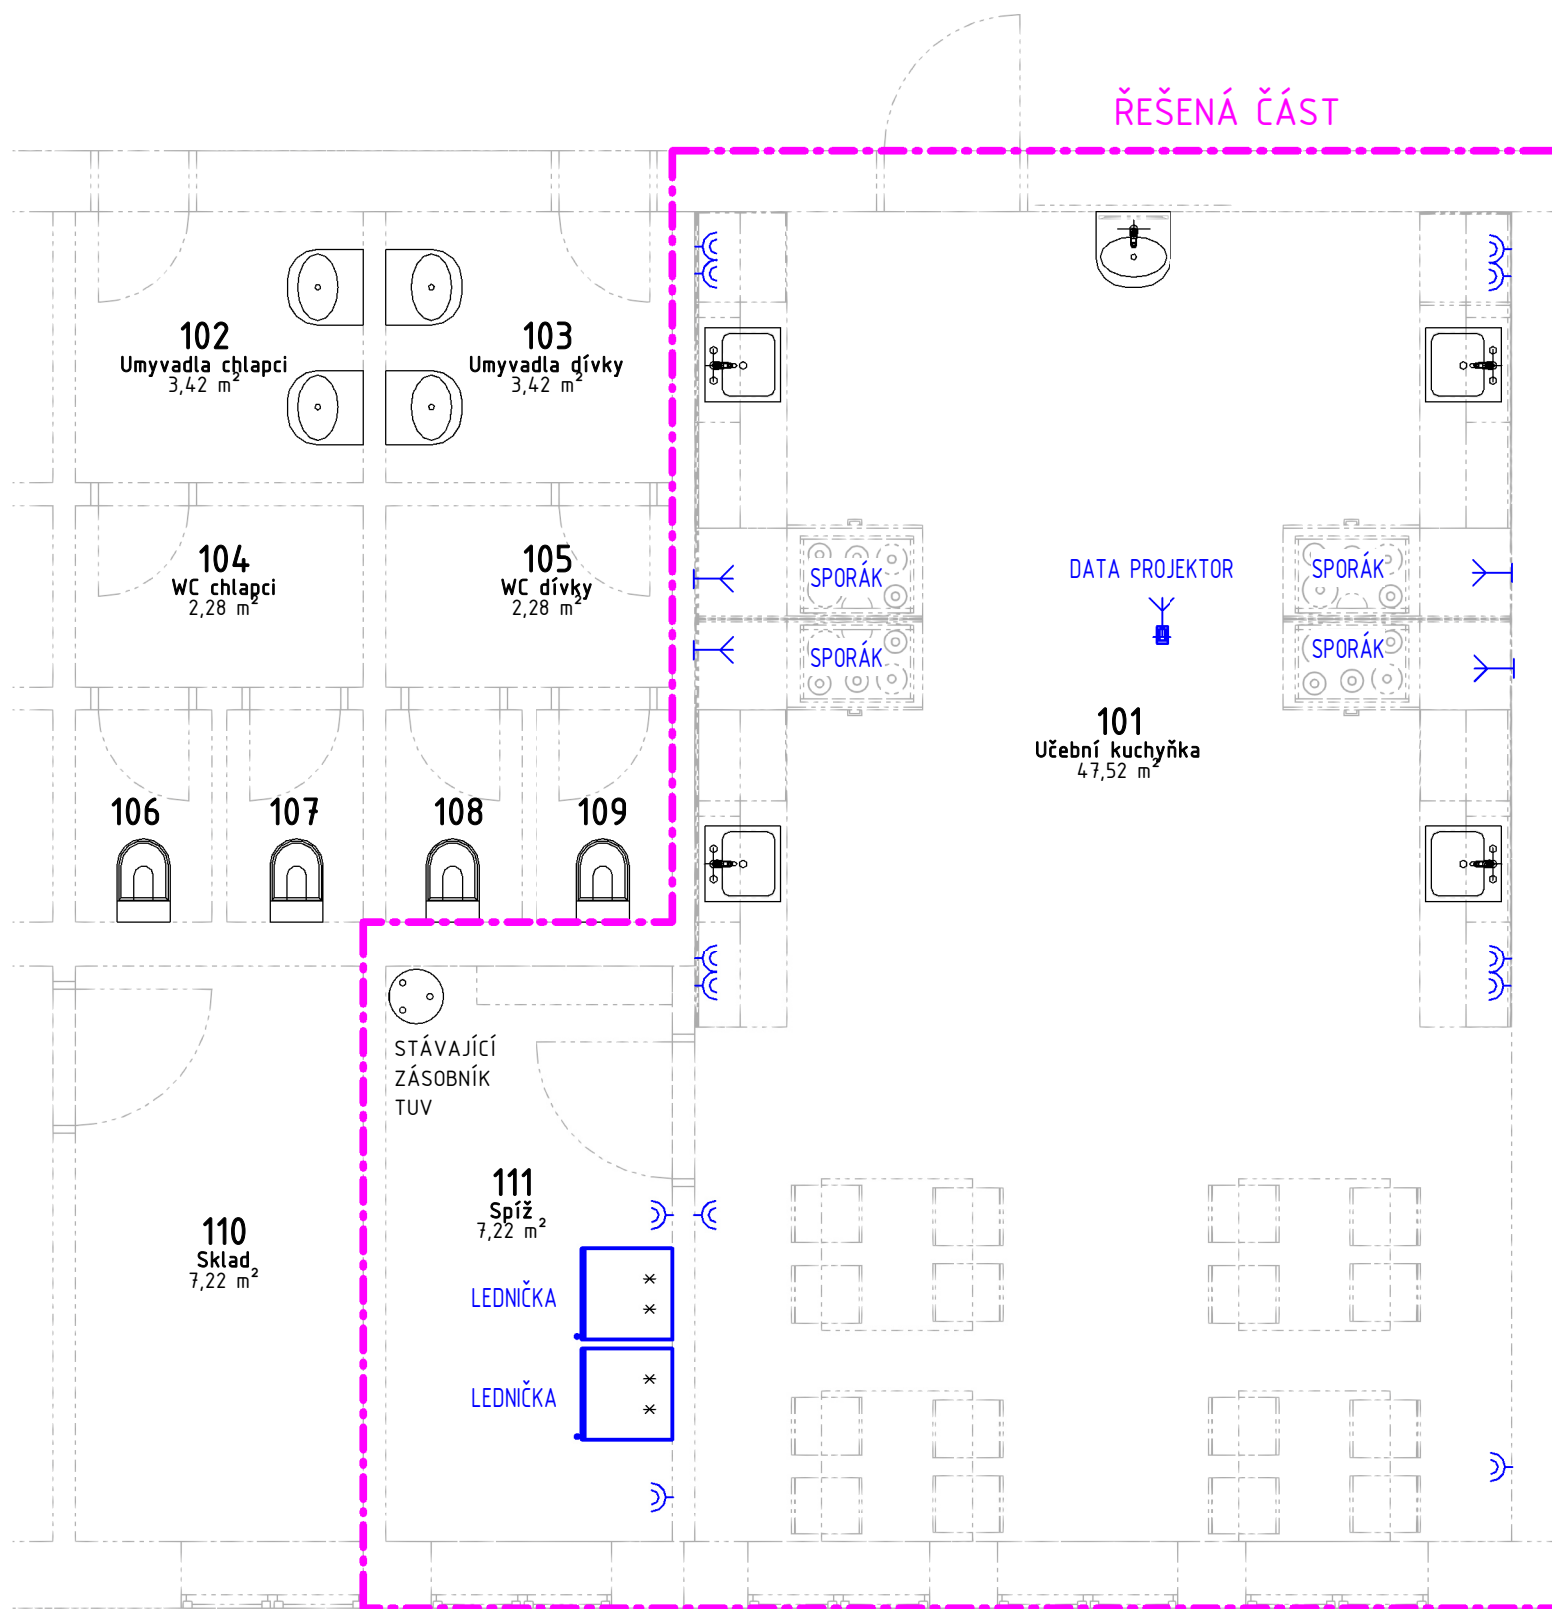 ŘEŠENÁ ČÁST
102
Umyvadla chlapci
3,42 m²
103
Umyvadla dívky
3,42 m²
104
WC chlapci
2,28 m²
105
WC dívky
2,28 m²
SPORÁK
DATA PROJEKTOR
SPORÁK
SPORÁK
SPORÁK
101
Učební kuchyňka
47,52 m²
106
107
108
109
STÁVAJÍCÍ
ZÁSOBNÍK
TUV
111
Spíž
7,22 m²
110
Sklad
7,22 m²
LEDNIČKA
LEDNIČKA